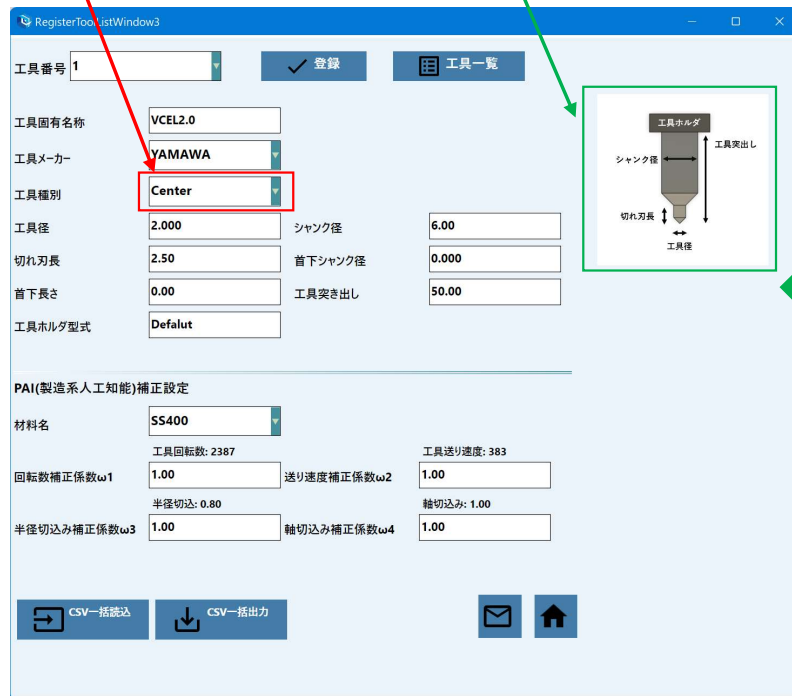 RegisterToolListWindow3
工具番号 1 登録 工具一覧
工具固有名称 VCEL2.0
工具メーカー YAMAWA
工具種別 Center
工具径 2.000 シャンク径 6.00
切れ刃長 2.50 首下シャンク径 0.000
首下長さ 0.00 工具突き出し 50.00
工具ホルダ型式 Defalut
工具ホルダ
工具突出し
シャンク径
切れ刃長
工具径
PAI(製造系人工知能)補正設定
材料名 SS400
工具回転数: 2387 工具送り速度: 383
回転数補正係数ω1 1.00 送り速度補正係数ω2 1.00
半径切込: 0.80 軸切込み: 1.00
半径切込み補正係数ω3 1.00 軸切込み補正係数ω4 1.00
CSV一括読込 CSV一括出力